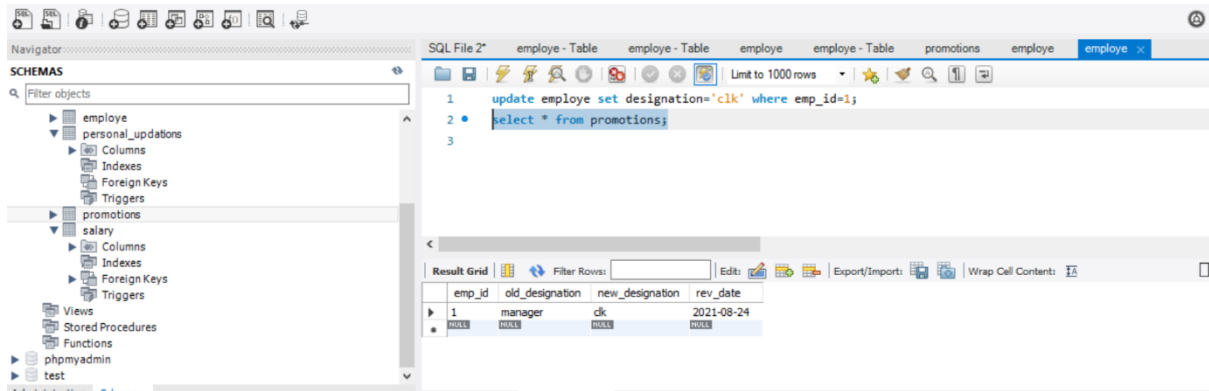 SQL File 2* employe - Table employe - Table employe employe - Table promotions employe employe
Navigator
SCHEMAS
Filter objects
employe
personal_updations
Columns
Indexes
Foreign Keys
Triggers
promotions
salary
Columns
Indexes
Foreign Keys
Triggers
Views
Stored Procedures
Functions
phpmyadmin
test
Limit to 1000 rows
1 update employe set designation='clk' where emp_id=1;
2 select * from promotions;
3
Result Grid Filter Rows: Edit: Export/Import: Wrap Cell Content:
emp_id old_designation new_designation rev_date
1 manager clk 2021-08-24
NULL NULL NULL NULL